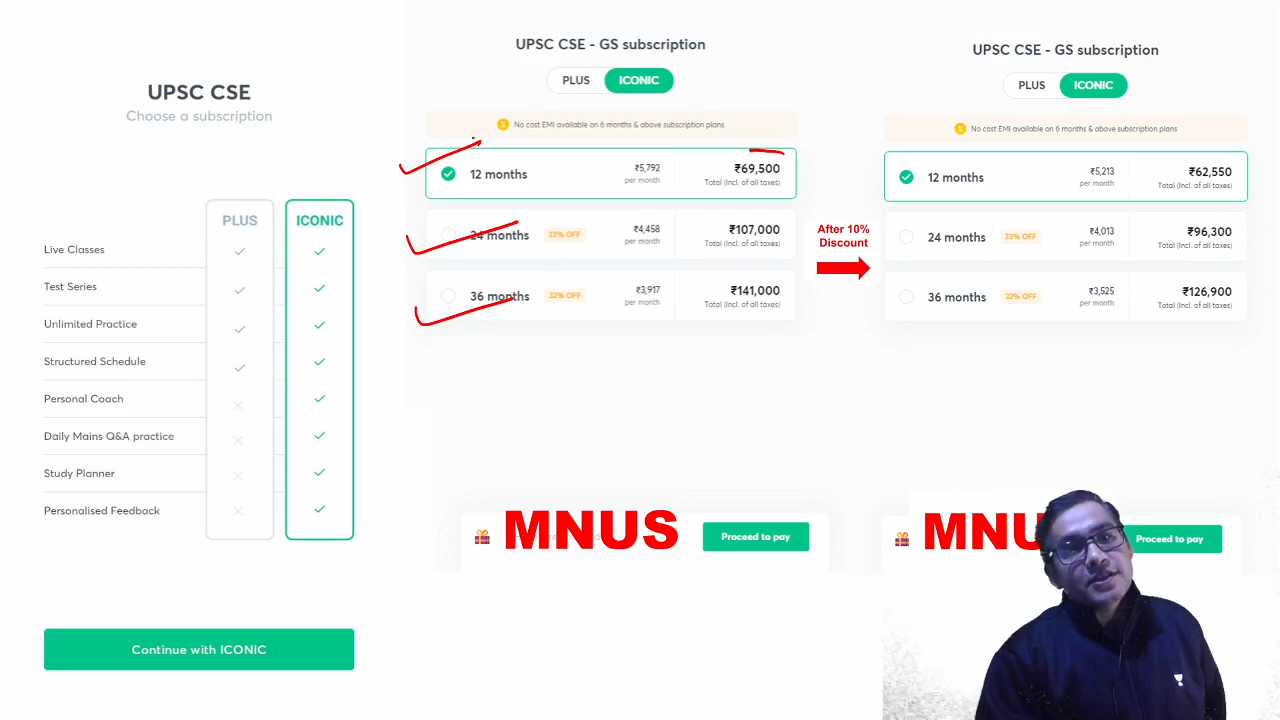 UPSC CSE
Choose a subscription
PLUS
ICONIC
Live Classes
Test Series
Unlimited Practice
Structured Schedule
Personal Coach
Daily Mains Q&A practice
Study Planner
Personalised Feedback
Continue with ICONIC
UPSC CSE - GS subscription
PLUS
ICONIC
No cost EMI available on 6 months & above subscription plans
12 months
₹5,792
per month
₹69,500
Total (Incl. of all taxes)
24 months
23% OFF
₹4,458
per month
₹107,000
Total (Incl. of all taxes)
36 months
32% OFF
₹3,917
per month
₹141,000
Total (Incl. of all taxes)
MNUS
Proceed to pay
After 10%
Discount
UPSC CSE - GS subscription
PLUS
ICONIC
No cost EMI available on 6 months & above subscription plans
12 months
₹5,213
per month
₹62,550
Total (Incl. of all taxes)
24 months
23% OFF
₹4,013
per month
₹96,300
Total (Incl. of all taxes)
36 months
32% OFF
₹3,525
per month
₹126,900
Total (Incl. of all taxes)
MNU
Proceed to pay